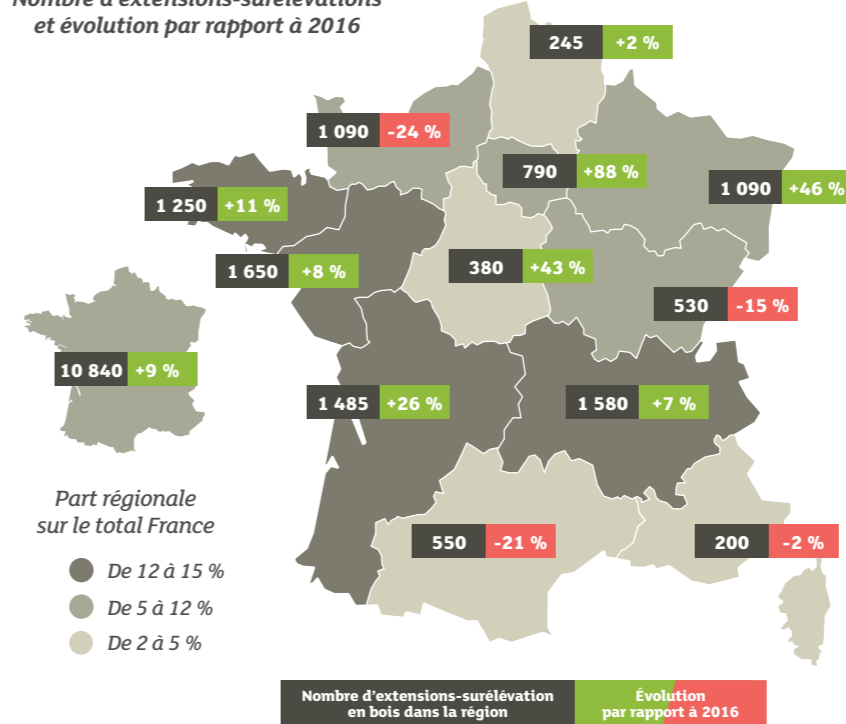 Nombre d'extensions-surélévations
et évolution par rapport à 2016
245 +2 %
1 090 -24 %
790 +88 %
1 090 +46 %
1 250 +11 %
1 650 +8 %
380 +43 %
530 -15 %
10 840 +9 %
1 485 +26 %
1 580 +7 %
Part régionale
sur le total France
550 -21 %
200 -2 %
De 12 à 15 %
De 5 à 12 %
De 2 à 5 %
Nombre d'extensions-surélévation
en bois dans la région
Évolution
par rapport à 2016